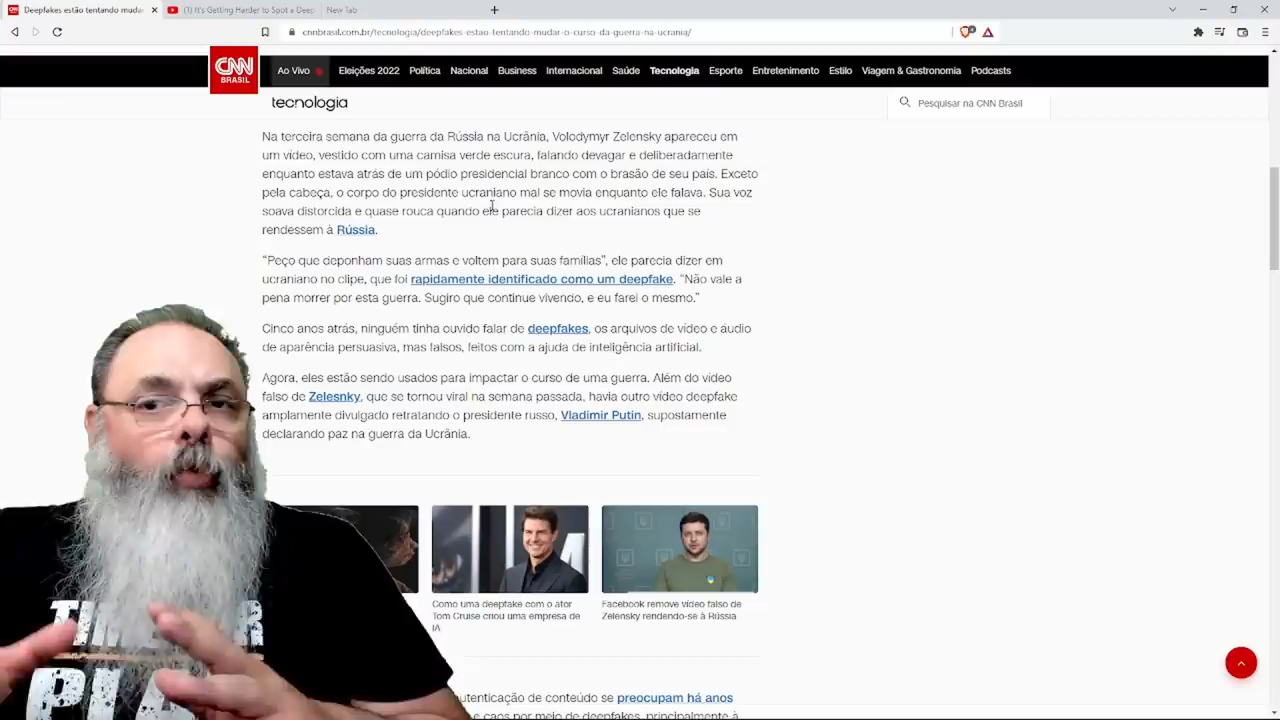 Deepfakes estão tentando muda
(1) It's Getting Harder to Spot a Deep
New Tab
cnnbrasil.com.br/tecnologia/deepfakes-estao-tentando-mudar-o-curso-da-guerra-na-ucrania/
CNN
BRASIL
Ao Vivo
Eleições 2022
Política
Nacional
Business
Internacional
Saúde
Tecnologia
Esporte
Entretenimento
Estilo
Viagem & Gastronomia
Podcasts
tecnologia
Pesquisar na CNN Brasil
Na terceira semana da guerra da Rússia na Ucrânia, Volodymyr Zelensky apareceu em
um vídeo, vestido com uma camisa verde escura, falando devagar e deliberadamente
enquanto estava atrás de um pódio presidencial branco com o brasão de seu país. Exceto
pela cabeça, o corpo do presidente ucraniano mal se movia enquanto ele falava. Sua voz
soava distorcida e quase rouca quando ele parecia dizer aos ucranianos que se
rendessem à Rússia.
“Peço que deponham suas armas e voltem para suas famílias”, ele parecia dizer em
ucraniano no clipe, que foi rapidamente identificado como um deepfake. “Não vale a
pena morrer por esta guerra. Sugiro que continue vivendo, e eu farei o mesmo.”
Cinco anos atrás, ninguém tinha ouvido falar de deepfakes, os arquivos de vídeo e áudio
de aparência persuasiva, mas falsos, feitos com a ajuda de inteligência artificial.
Agora, eles estão sendo usados para impactar o curso de uma guerra. Além do vídeo
falso de Zelesnky, que se tornou viral na semana passada, havia outro vídeo deepfake
amplamente divulgado retratando o presidente russo, Vladimir Putin, supostamente
declarando paz na guerra da Ucrânia.
Como uma deepfake com o ator
Tom Cruise criou uma empresa de
IA
Facebook remove vídeo falso de
Zelensky rendendo-se à Rússia
utenticação de conteúdo se preocupam há anos
e caos por meio de deepfakes, principalmente à